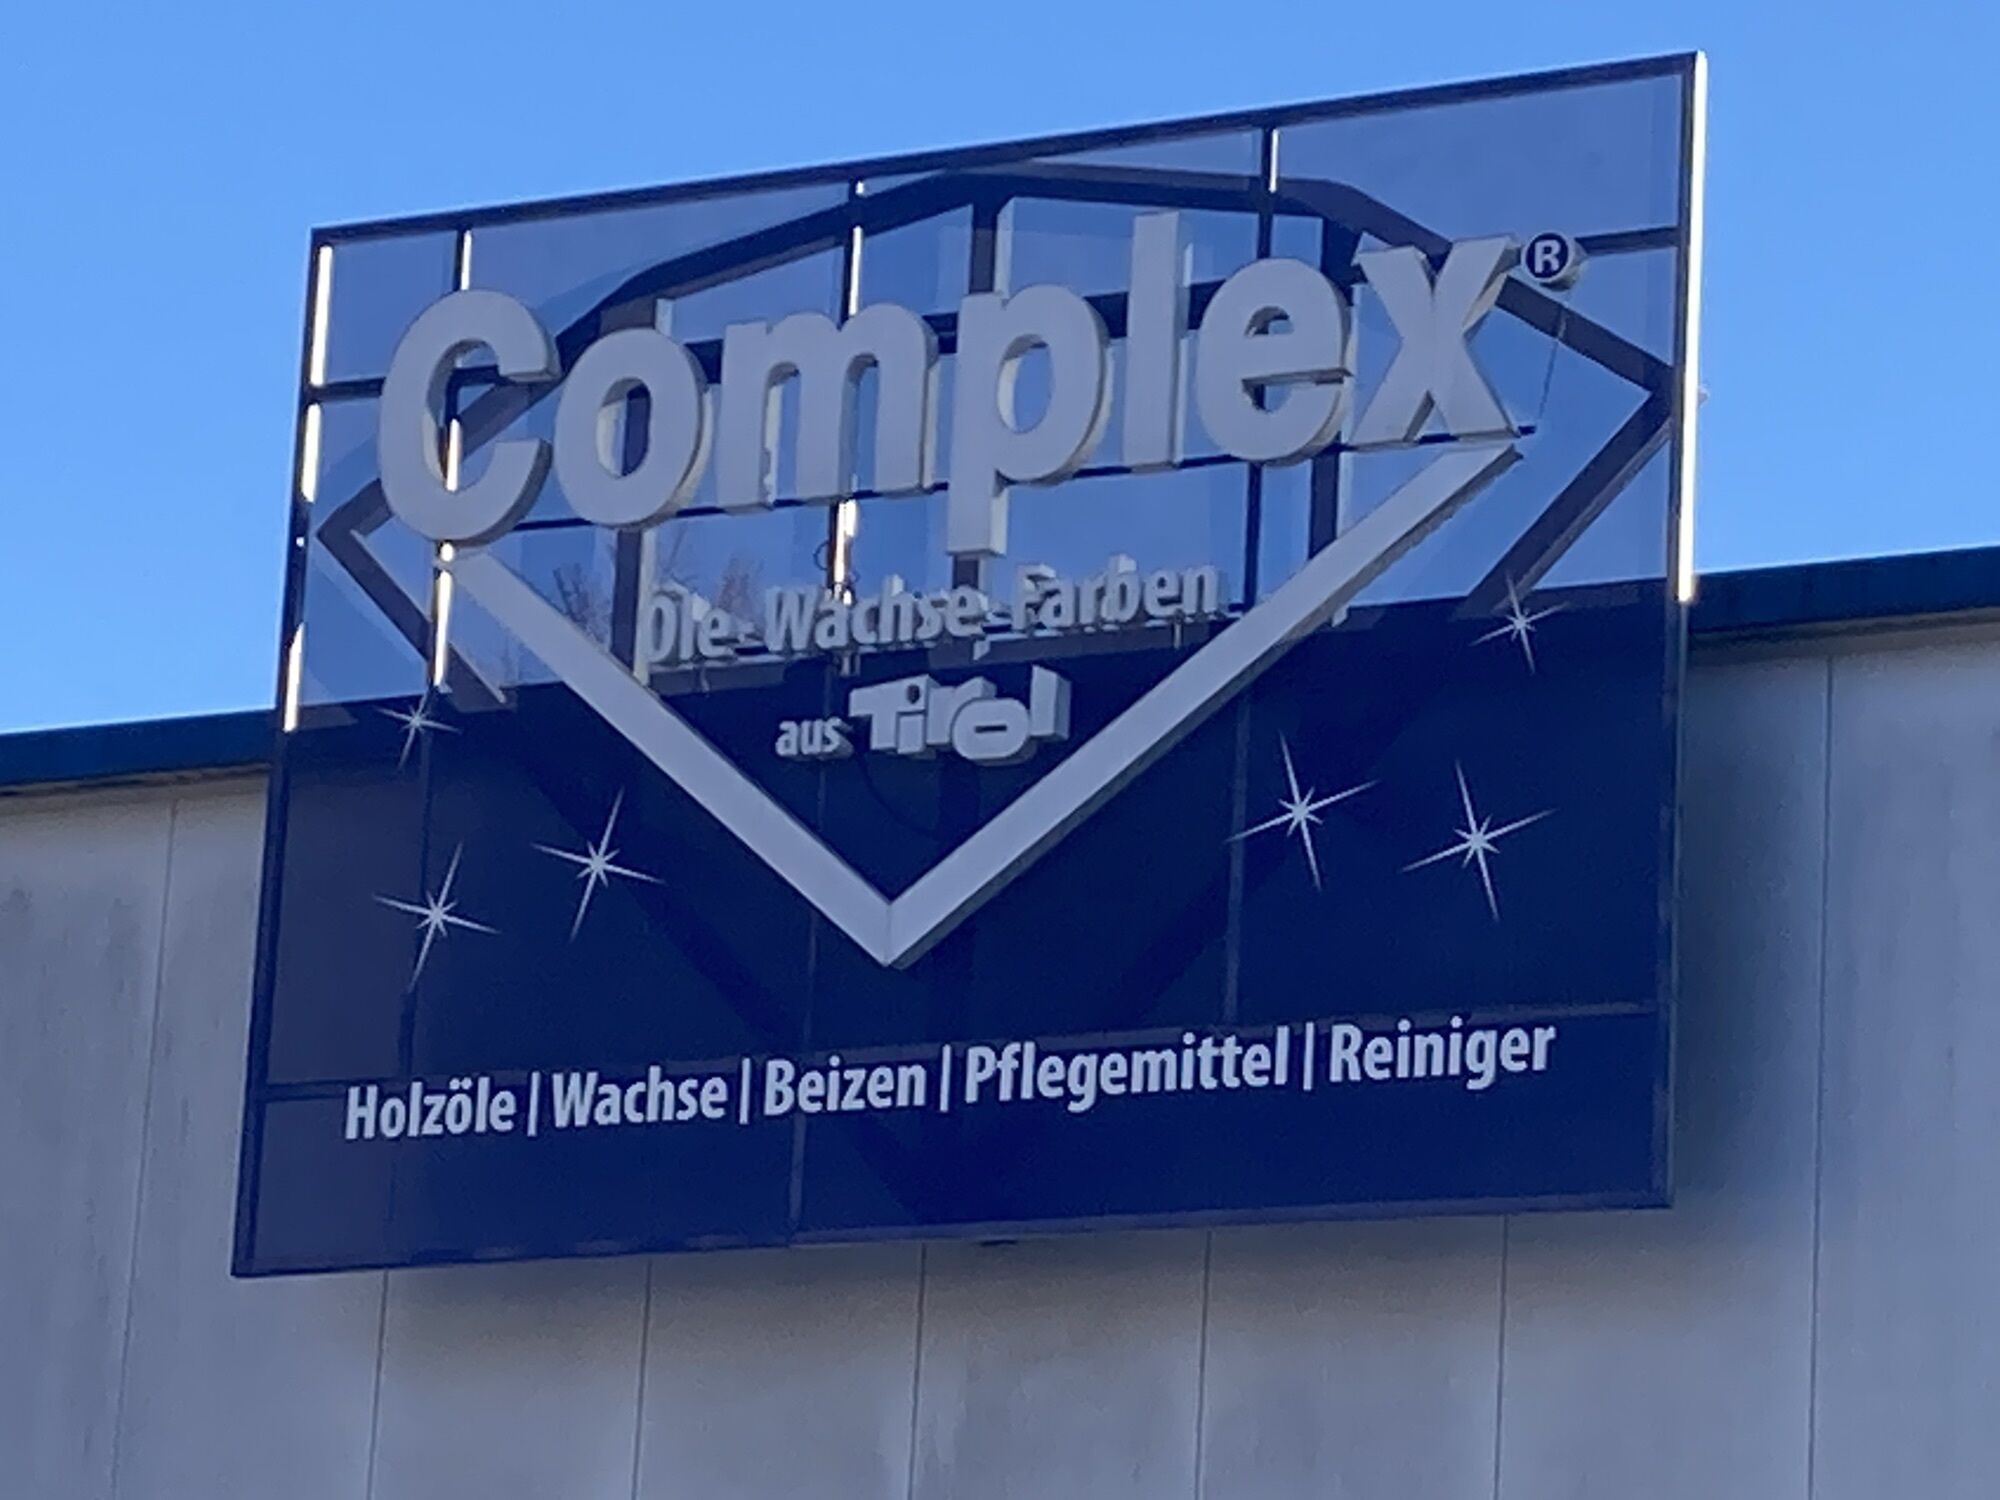 Complex®
Öle-Wachse-Farben
aus Tirol
Holzöle | Wachse | Beizen | Pflegemittel | Reiniger